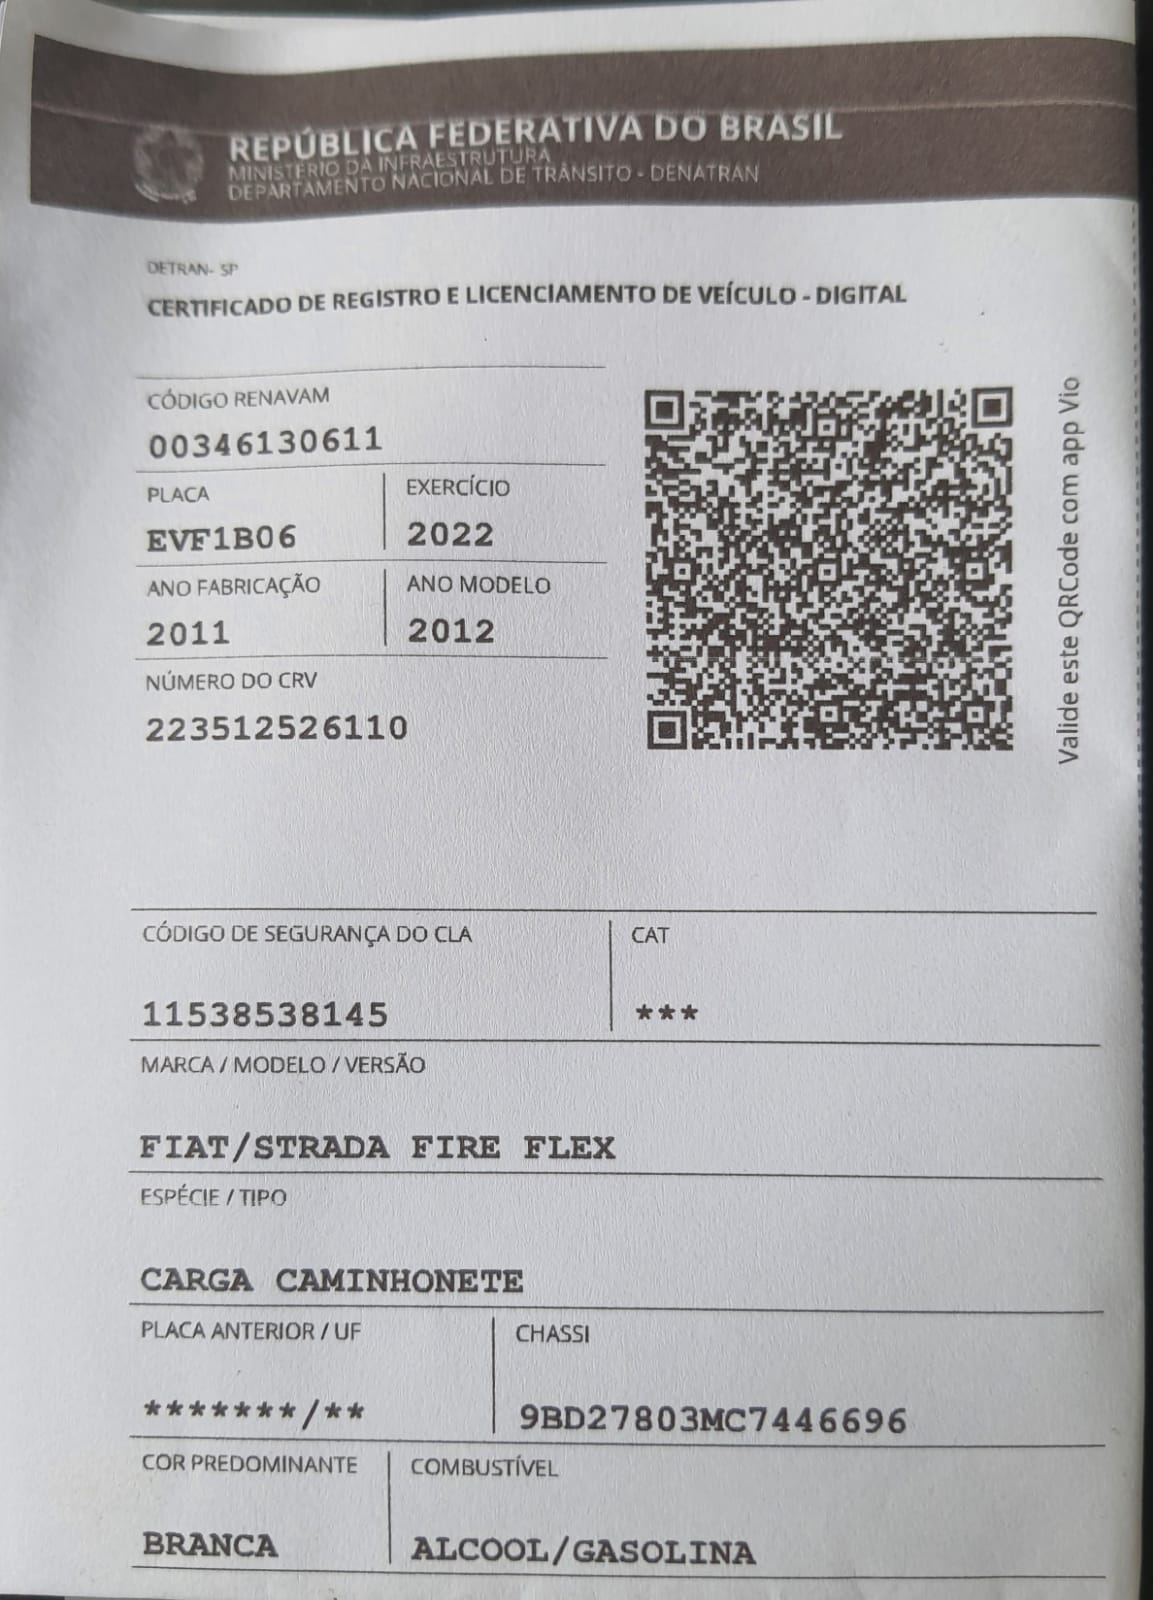 REPÚBLICA FEDERATIVA DO BRASIL
MINISTÉRIO DA INFRAESTRUTURA
DEPARTAMENTO NACIONAL DE TRÂNSITO - DENATRAN
DETRAN- SP
CERTIFICADO DE REGISTRO E LICENCIAMENTO DE VEÍCULO - DIGITAL
CÓDIGO RENAVAM
00346130611
PLACA EXERCÍCIO
EVF1B06 2022
ANO FABRICAÇÃO ANO MODELO
2011 2012
NÚMERO DO CRV
223512526110
Valide este QRCode com app Vio
CÓDIGO DE SEGURANÇA DO CLA CAT
11538538145 ***
MARCA / MODELO / VERSÃO
FIAT/STRADA FIRE FLEX
ESPÉCIE / TIPO
CARGA CAMINHONETE
PLACA ANTERIOR / UF CHASSI
*******/** 9BD27803MC7446696
COR PREDOMINANTE COMBUSTÍVEL
BRANCA ALCOOL/GASOLINA